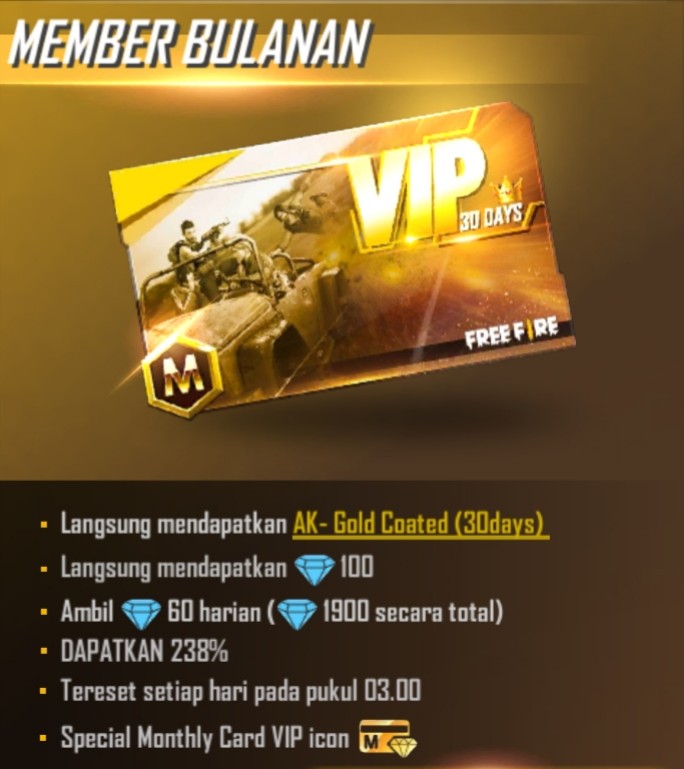 MEMBER BULANAN
VIP
30 DAYS
FREE FIRE
M
Langsung mendapatkan AK- Gold Coated (30days)
Langsung mendapatkan 100
Ambil 60 harian ( 1900 secara total)
DAPATKAN 238%
Tereset setiap hari pada pukul 03.00
Special Monthly Card VIP icon M